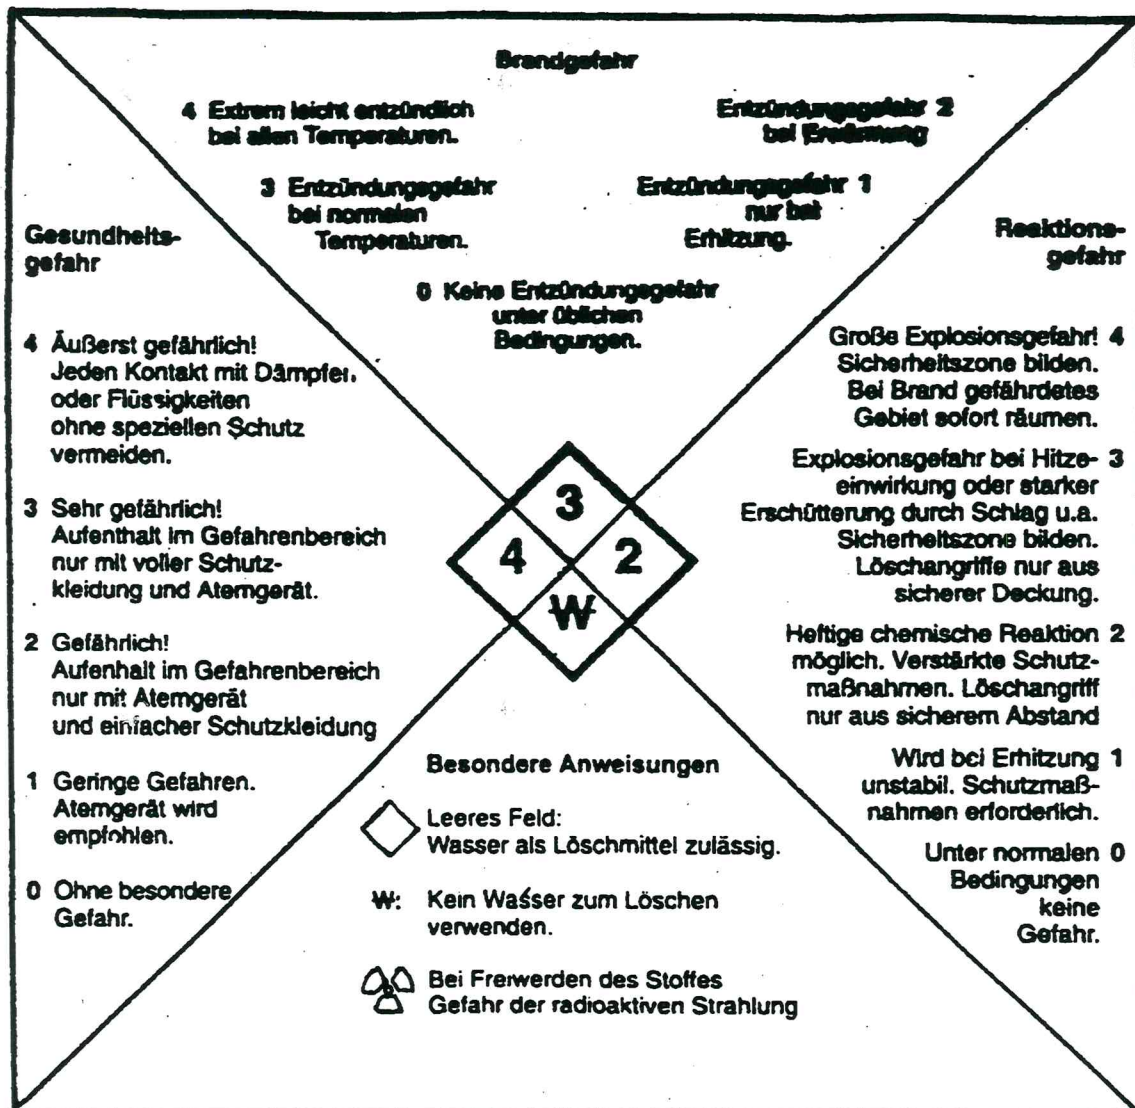 Brandgefahr
4 Extrem leicht entzündlich
bei allen Temperaturen.
3 Entzündungsgefahr
bei normalen
Temperaturen.
Entzündungsgefahr 2
bei Erwärmung
Entzündungsgefahr 1
nur bei
Erhitzung.
0 Keine Entzündungsgefahr
unter üblichen
Bedingungen.
Gesundheits-
gefahr
4 Äußerst gefährlich!
Jeden Kontakt mit Dämpfen
oder Flüssigkeiten
ohne speziellen Schutz
vermeiden.
3 Sehr gefährlich!
Aufenthalt im Gefahrenbereich
nur mit voller Schutz-
kleidung und Atemgerät.
2 Gefährlich!
Aufenhalt im Gefahrenbereich
nur mit Atemgerät
und einfacher Schutzkleidung
1 Geringe Gefahren.
Atemgerät wird
empfohlen.
0 Ohne besondere
Gefahr.
Reaktions-
gefahr
Große Explosionsgefahr! 4
Sicherheitszone bilden.
Bei Brand gefährdetes
Gebiet sofort räumen.
Explosionsgefahr bei Hitze- 3
einwirkung oder starker
Erschütterung durch Schlag u.a.
Sicherheitszone bilden.
Löschangriffe nur aus
sicherer Deckung.
Heftige chemische Reaktion 2
möglich. Verstärkte Schutz-
maßnahmen. Löschangriff
nur aus sicherem Abstand
Wird bei Erhitzung 1
unstabil. Schutzmaß-
nahmen erforderlich.
Unter normalen 0
Bedingungen
keine
Gefahr.
3
4 2
W
Besondere Anweisungen
Leeres Feld:
Wasser als Löschmittel zulässig.
W: Kein Wasser zum Löschen
verwenden.
Bei Freiwerden des Stoffes
Gefahr der radioaktiven Strahlung